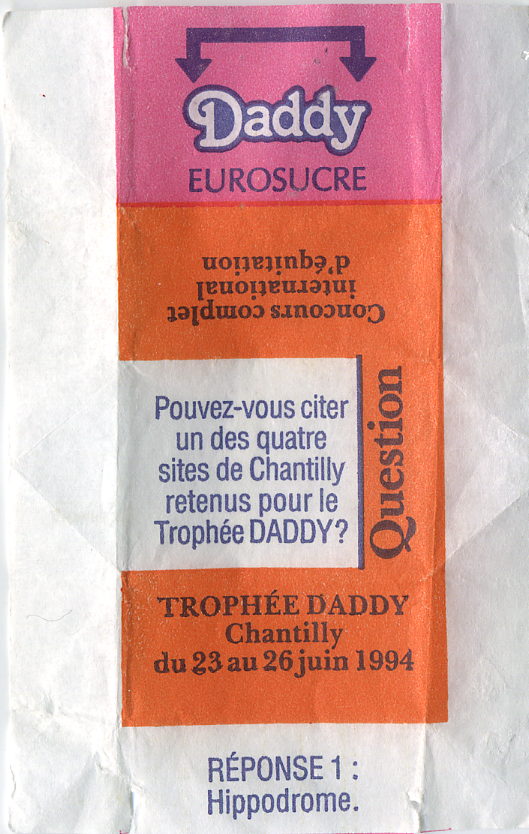 Daddy
EUROSUCRE
Concours complet
international
d'équitation
Question
Pouvez-vous citer
un des quatre
sites de Chantilly
retenus pour le
Trophée DADDY?
TROPHÉE DADDY
Chantilly
du 23 au 26 juin 1994
RÉPONSE 1 :
Hippodrome.